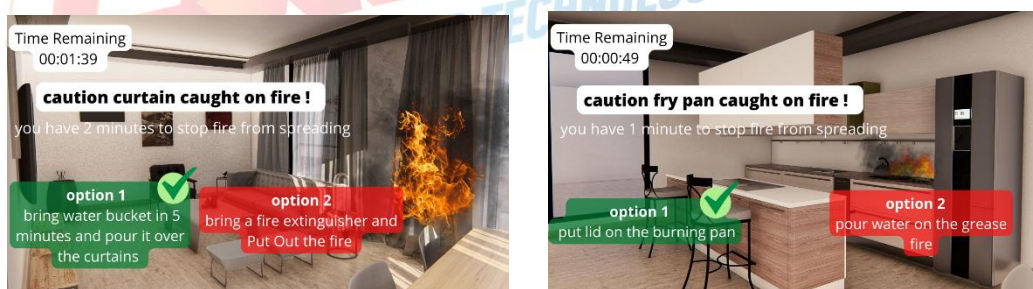 TECHNOLOGY
Time Remaining
00:01:39
caution curtain caught on fire !
you have 2 minutes to stop fire from spreading
option 1
bring water bucket in 5
minutes and pour it over
the curtains
option 2
bring a fire extinguisher and
Put Out the fire
Time Remaining
00:00:49
caution fry pan caught on fire !
you have 1 minute to stop fire from spreading
option 1
put lid on the burning pan
option 2
pour water on the grease
fire